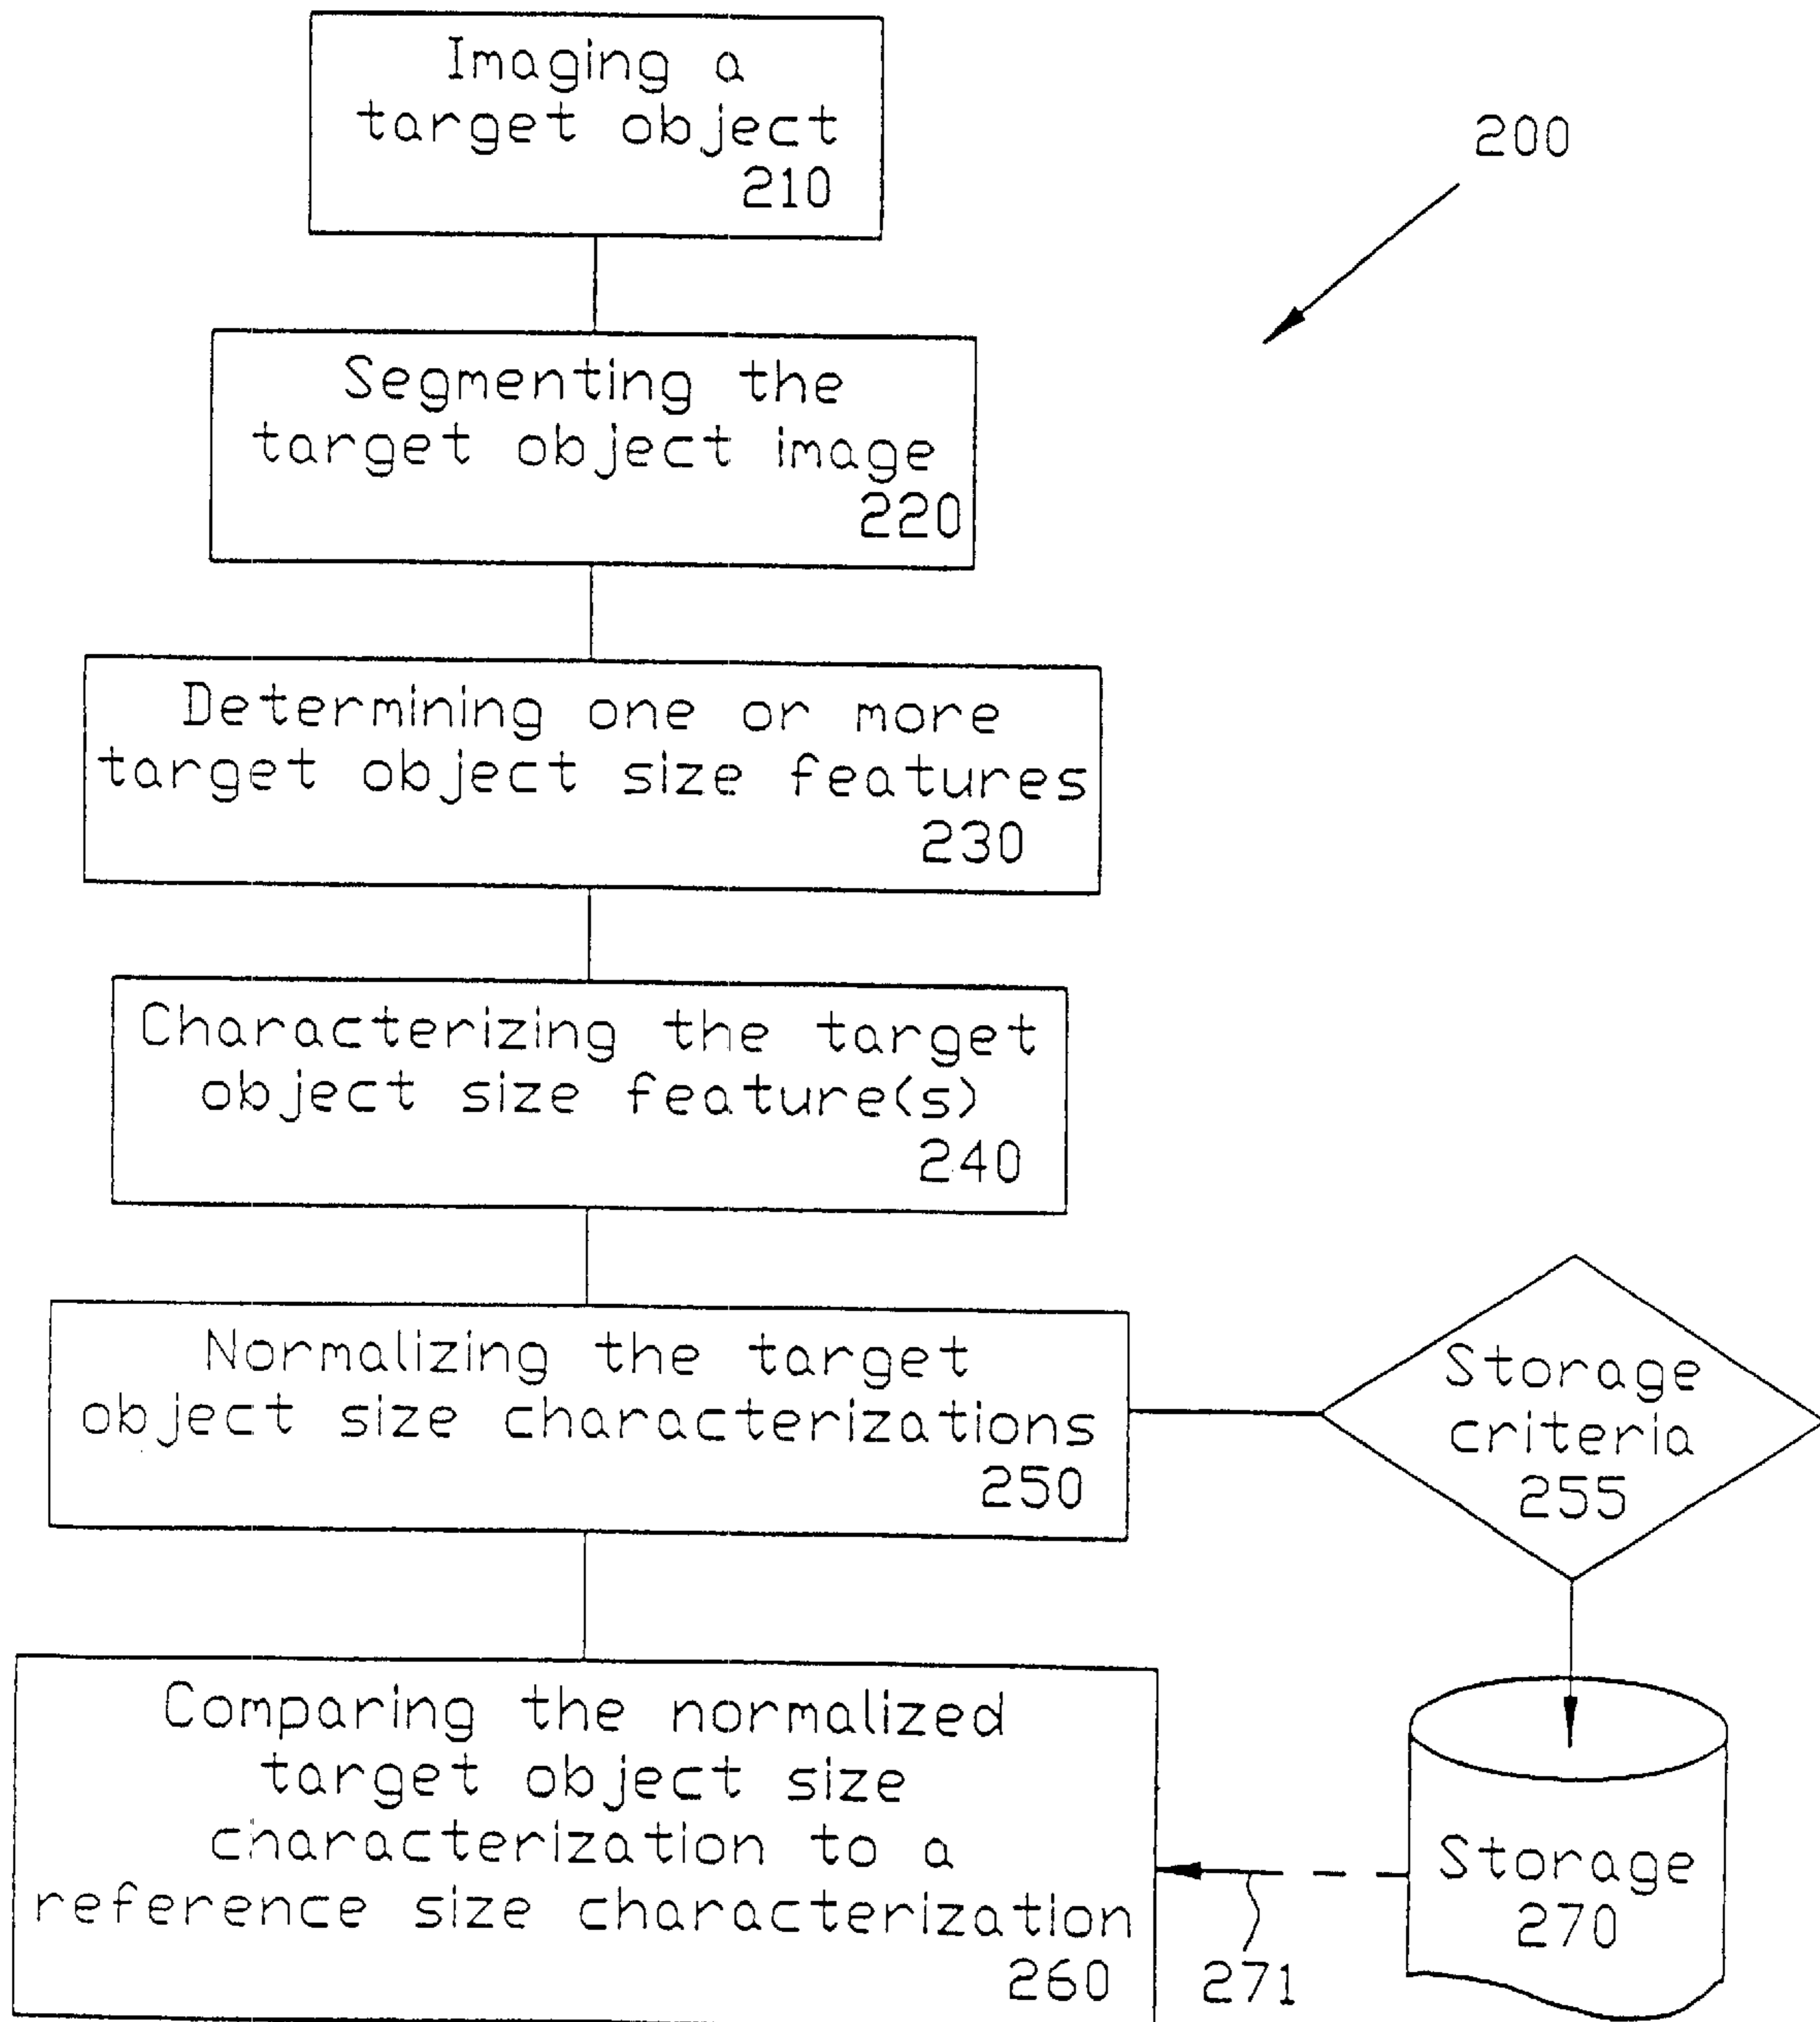 Imaging a
target object
210
200
Segmenting the
target object image
220
Determining one or more
target object size features
230
Characterizing the target
object size feature(s)
240
Normalizing the target
object size characterizations
250
Storage
criteria
255
Comparing the normalized
target object size
characterization to a
reference size characterization
260
271
Storage
270